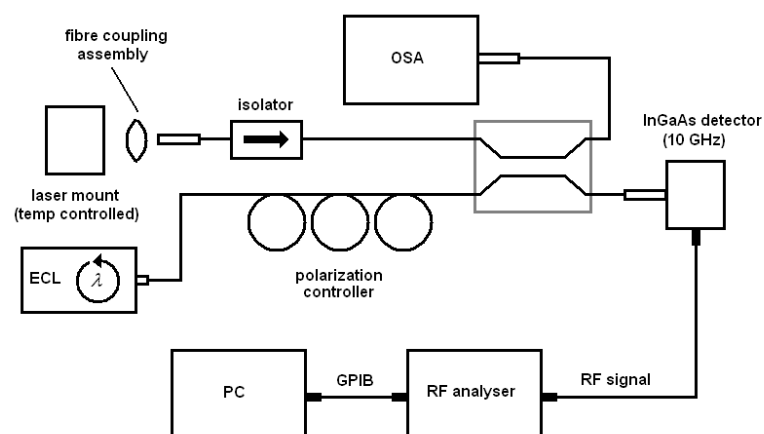 fibre coupling
assembly
OSA
isolator
InGaAs detector
(10 GHz)
laser mount
(temp controlled)
ECL
λ
polarization
controller
PC
GPIB
RF analyser
RF signal